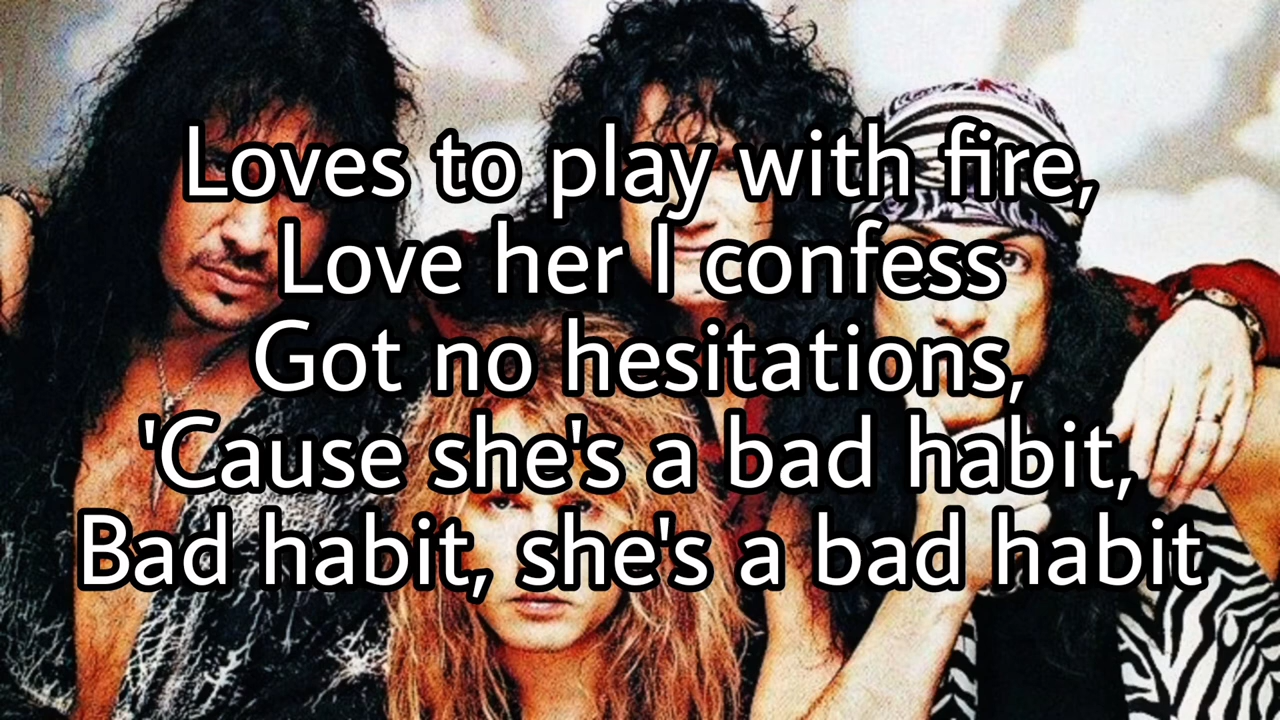 Loves to play with fire,
Love her I confess
Got no hesitations,
'Cause she's a bad habit,
Bad habit, she's a bad habit